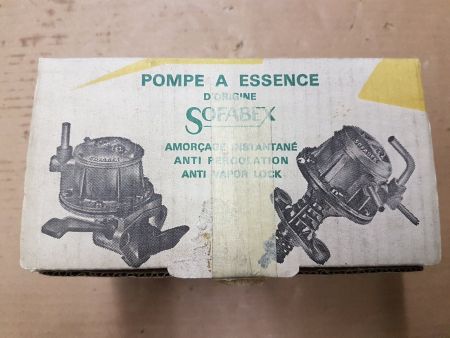 POMPE A ESSENCE
D'ORIGINE
SOFABEX
AMORÇAGE INSTANTANÉ
ANTI PERCOLATION
ANTI VAPOR LOCK